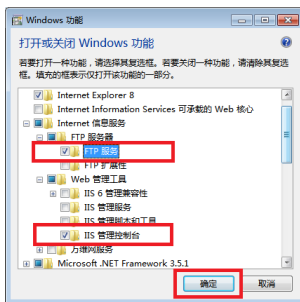 Windows 功能
打开或关闭 Windows 功能
若要打开一种功能，请选择其复选框。若要关闭一种功能，请清除其复选框。填充的框表示仅打开该功能的一部分。
Internet Explorer 8
Internet Information Services 可承载的 Web 核心
Internet 信息服务
FTP 服务器
FTP 服务
FTP 扩展性
Web 管理工具
IIS 6 管理兼容性
IIS 管理服务
IIS 管理脚本和工具
IIS 管理控制台
万维网服务
Microsoft .NET Framework 3.5.1
确定
取消